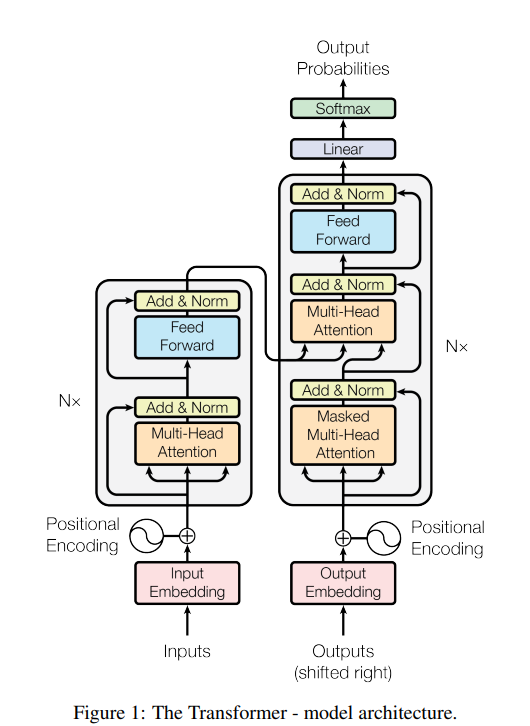 Output
Probabilities
Softmax
Linear
Add & Norm
Feed
Forward
Add & Norm
Multi-Head
Attention
Add & Norm
Masked
Multi-Head
Attention
N×
Add & Norm
Feed
Forward
Add & Norm
Multi-Head
Attention
N×
Positional
Encoding
Positional
Encoding
Input
Embedding
Output
Embedding
Inputs
Outputs
(shifted right)
Figure 1: The Transformer - model architecture.